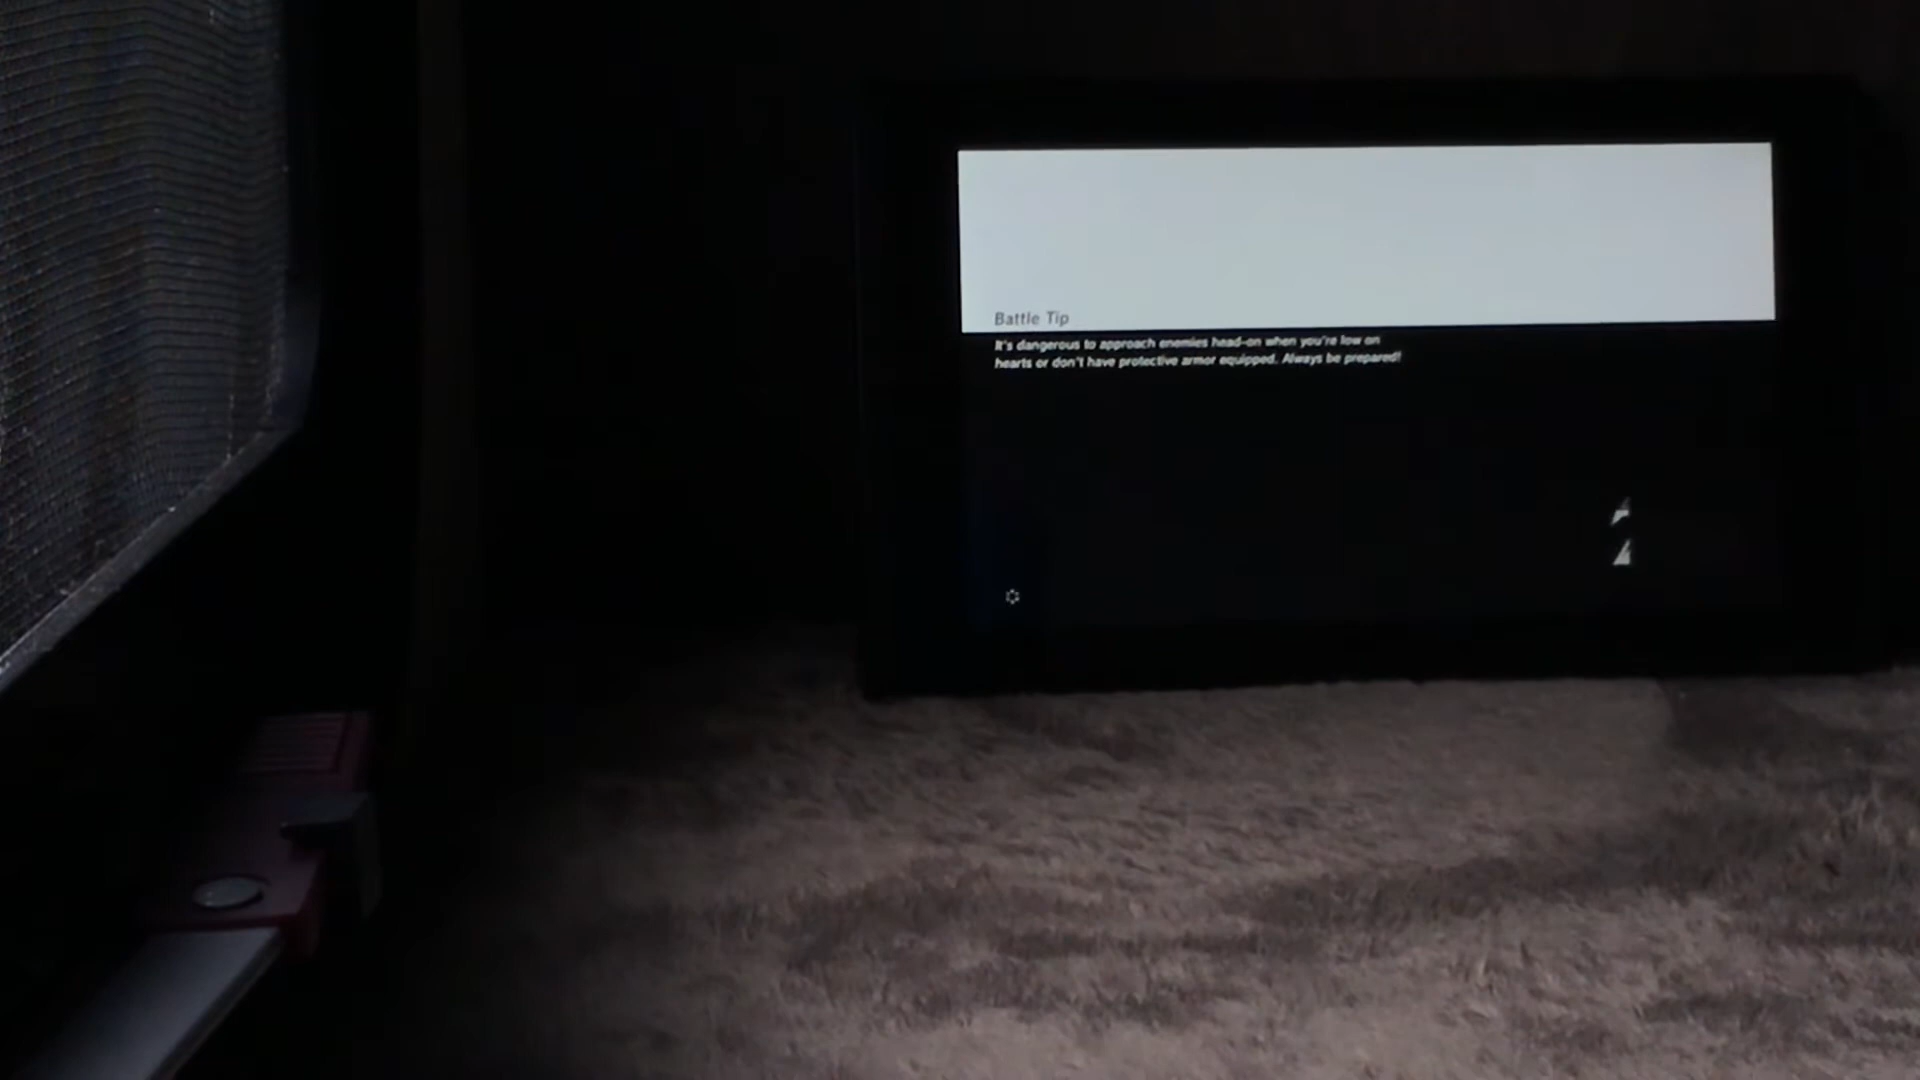 Battle Tip
It's dangerous to approach enemies head-on when you're low on
hearts or don't have protective armor equipped. Always be prepared!